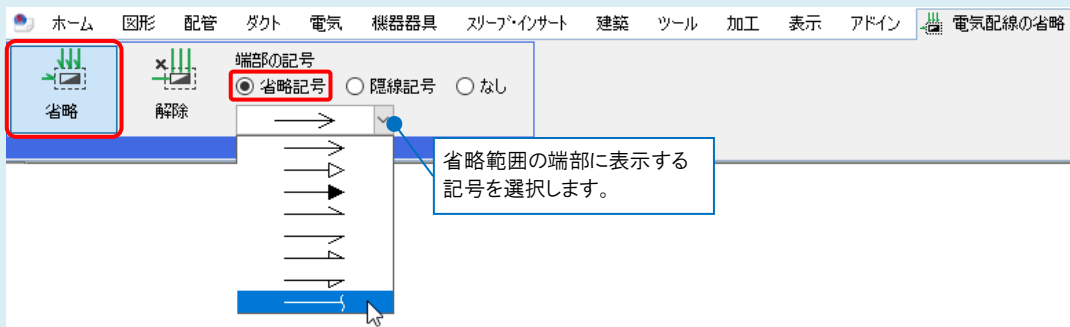 ホーム 図形 配管 ダクト 電気 機器器具 スリーブ・インサート 建築 ツール 加工 表示 アドイン 電気配線の省略
端部の記号
省略記号 隠線記号 なし
省略 解除
省略範囲の端部に表示する
記号を選択します。